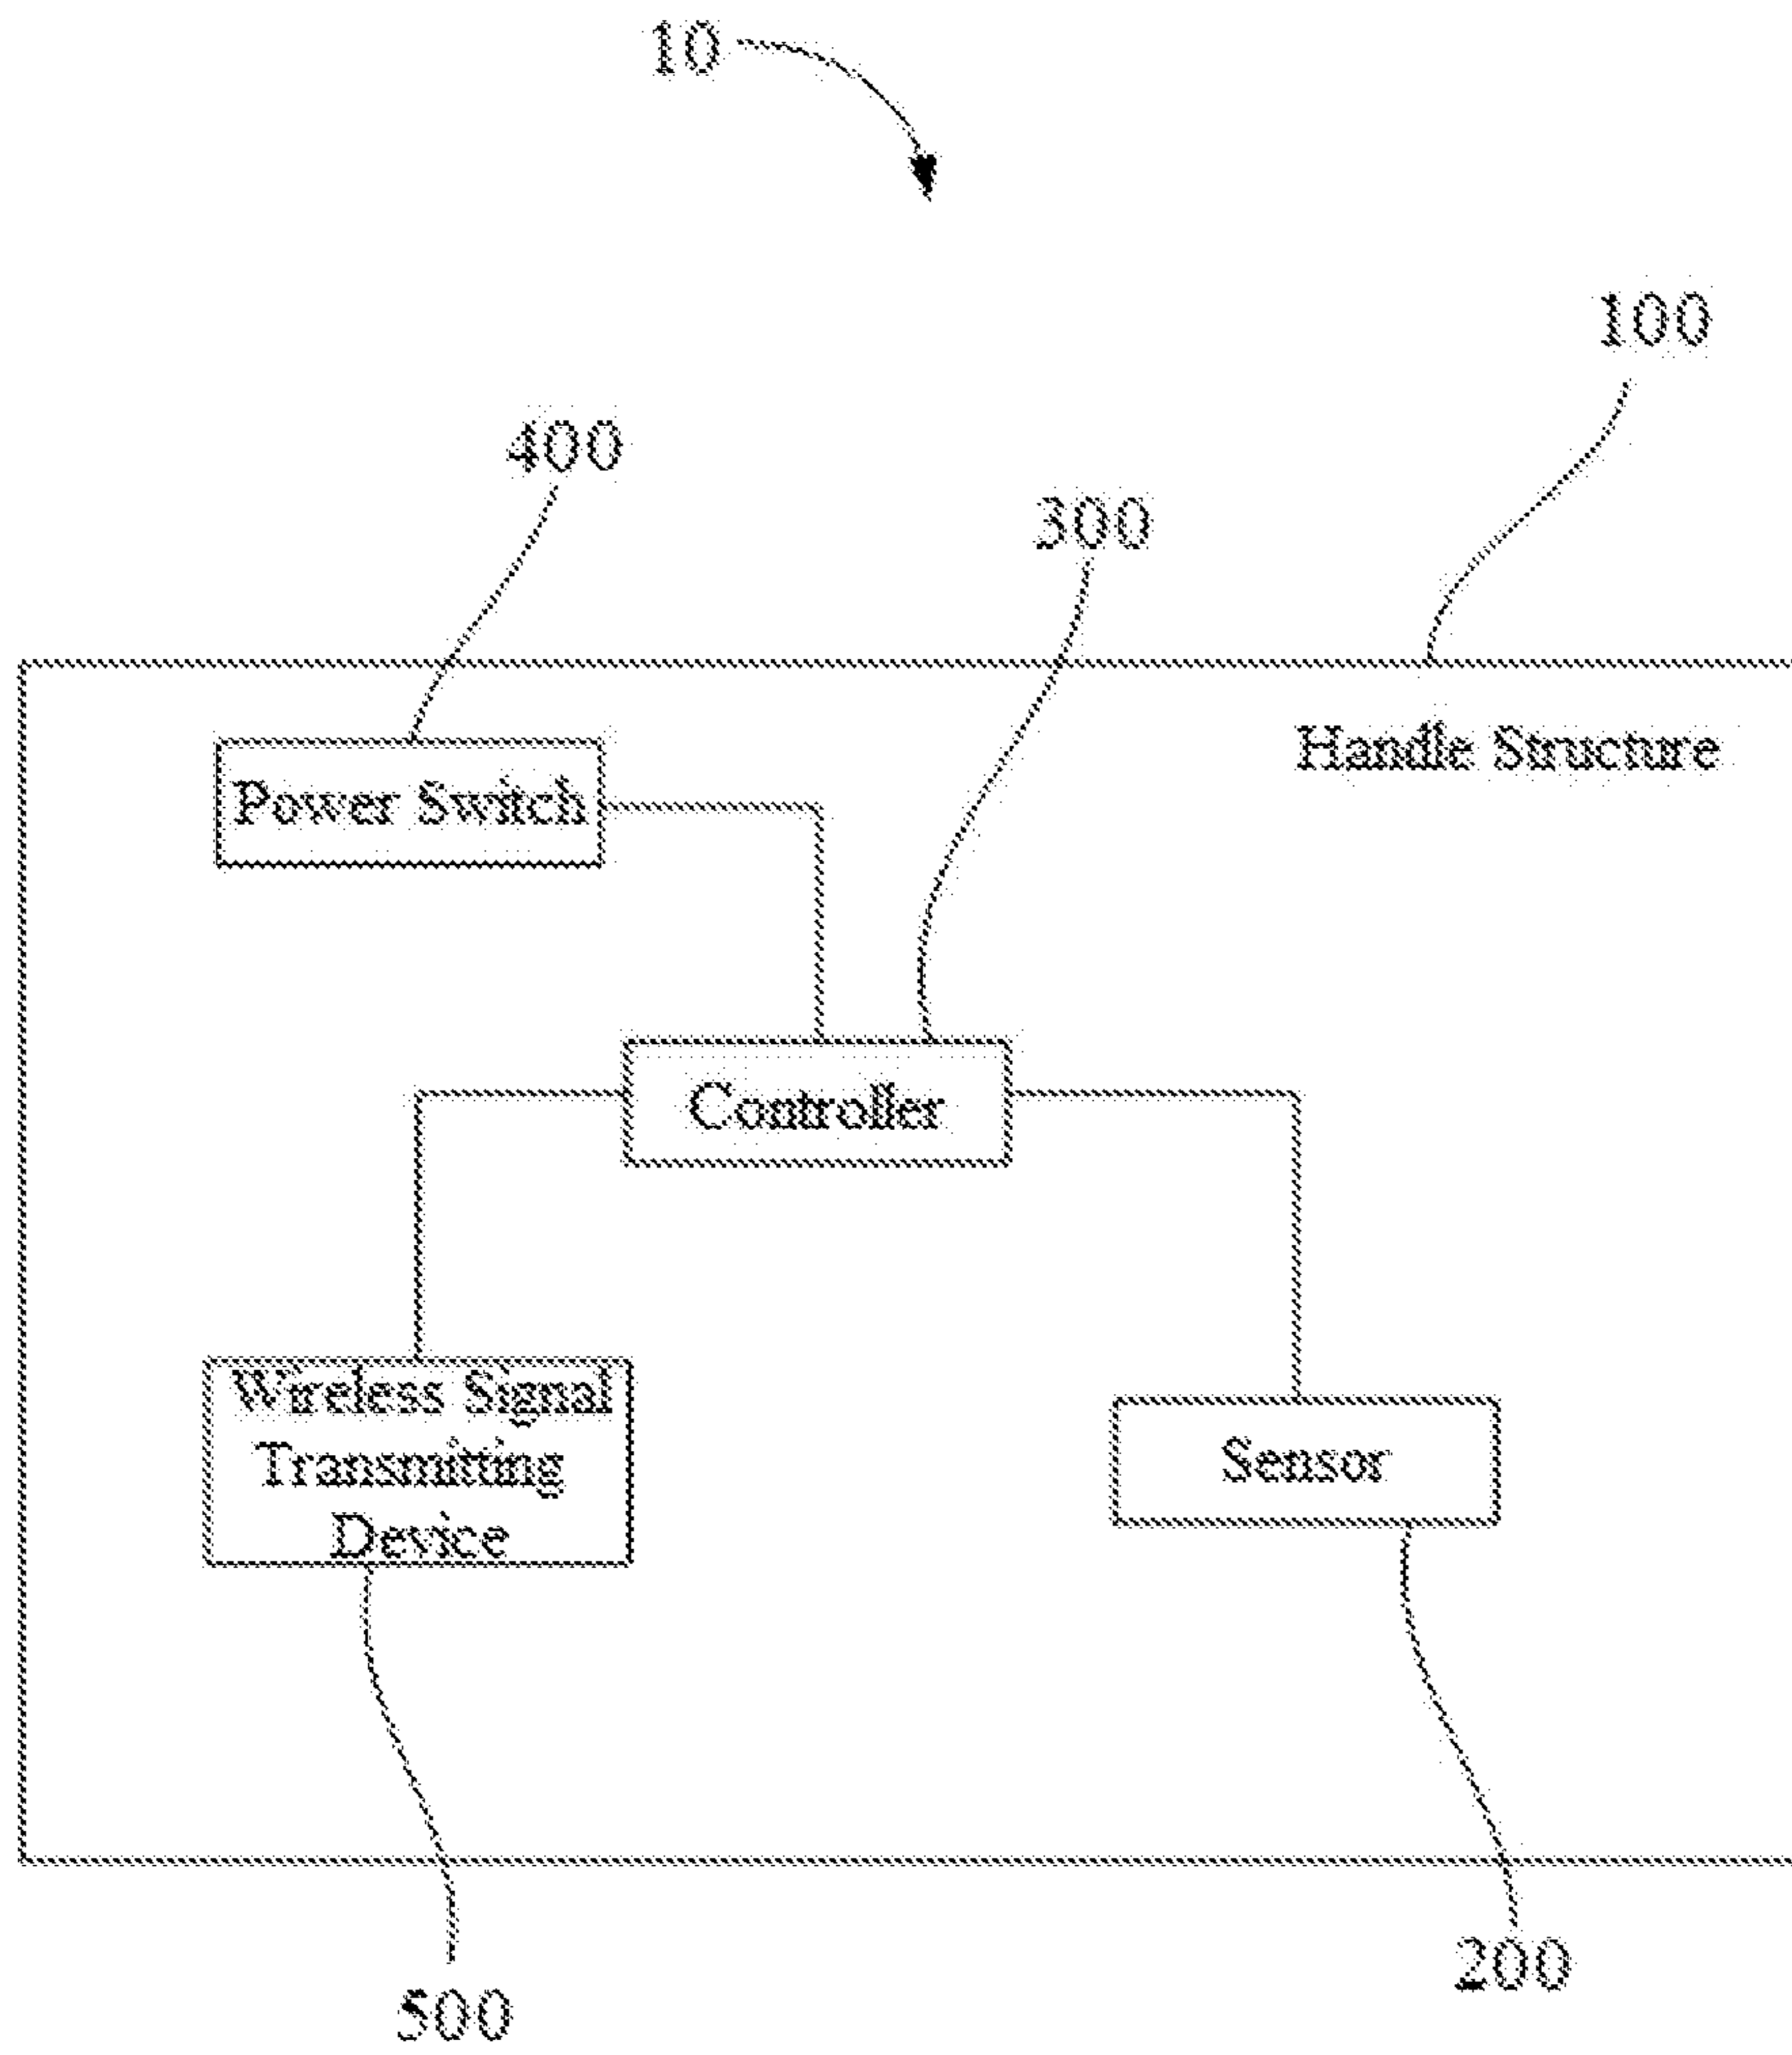 10
100
400
300
Handle Structure
Power Switch
Controller
Wireless Signal
Transmitting
Device
Sensor
200
500